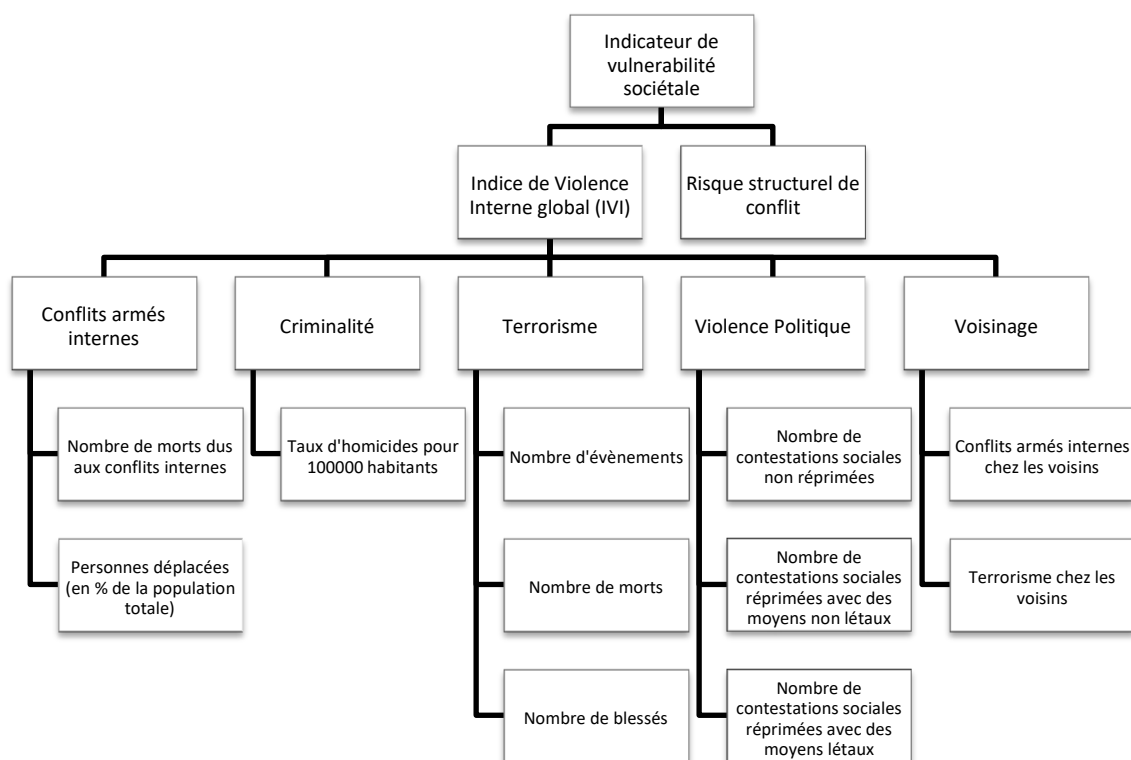 Indicateur de
vulnérabilité
sociétale
Indice de Violence
Interne global (IVI)
Risque structurel de
conflit
Conflits armés
internes
Criminalité
Terrorisme
Violence Politique
Voisinage
Nombre de morts dus
aux conflits internes
Taux d'homicides pour
100000 habitants
Nombre d'évènements
Nombre de
contestations sociales
non réprimées
Conflits armés internes
chez les voisins
Personnes déplacées
(en % de la population
totale)
Nombre de morts
Nombre de
contestations sociales
réprimées avec des
moyens non létaux
Terrorisme chez les
voisins
Nombre de blessés
Nombre de
contestations sociales
réprimées avec des
moyens létaux